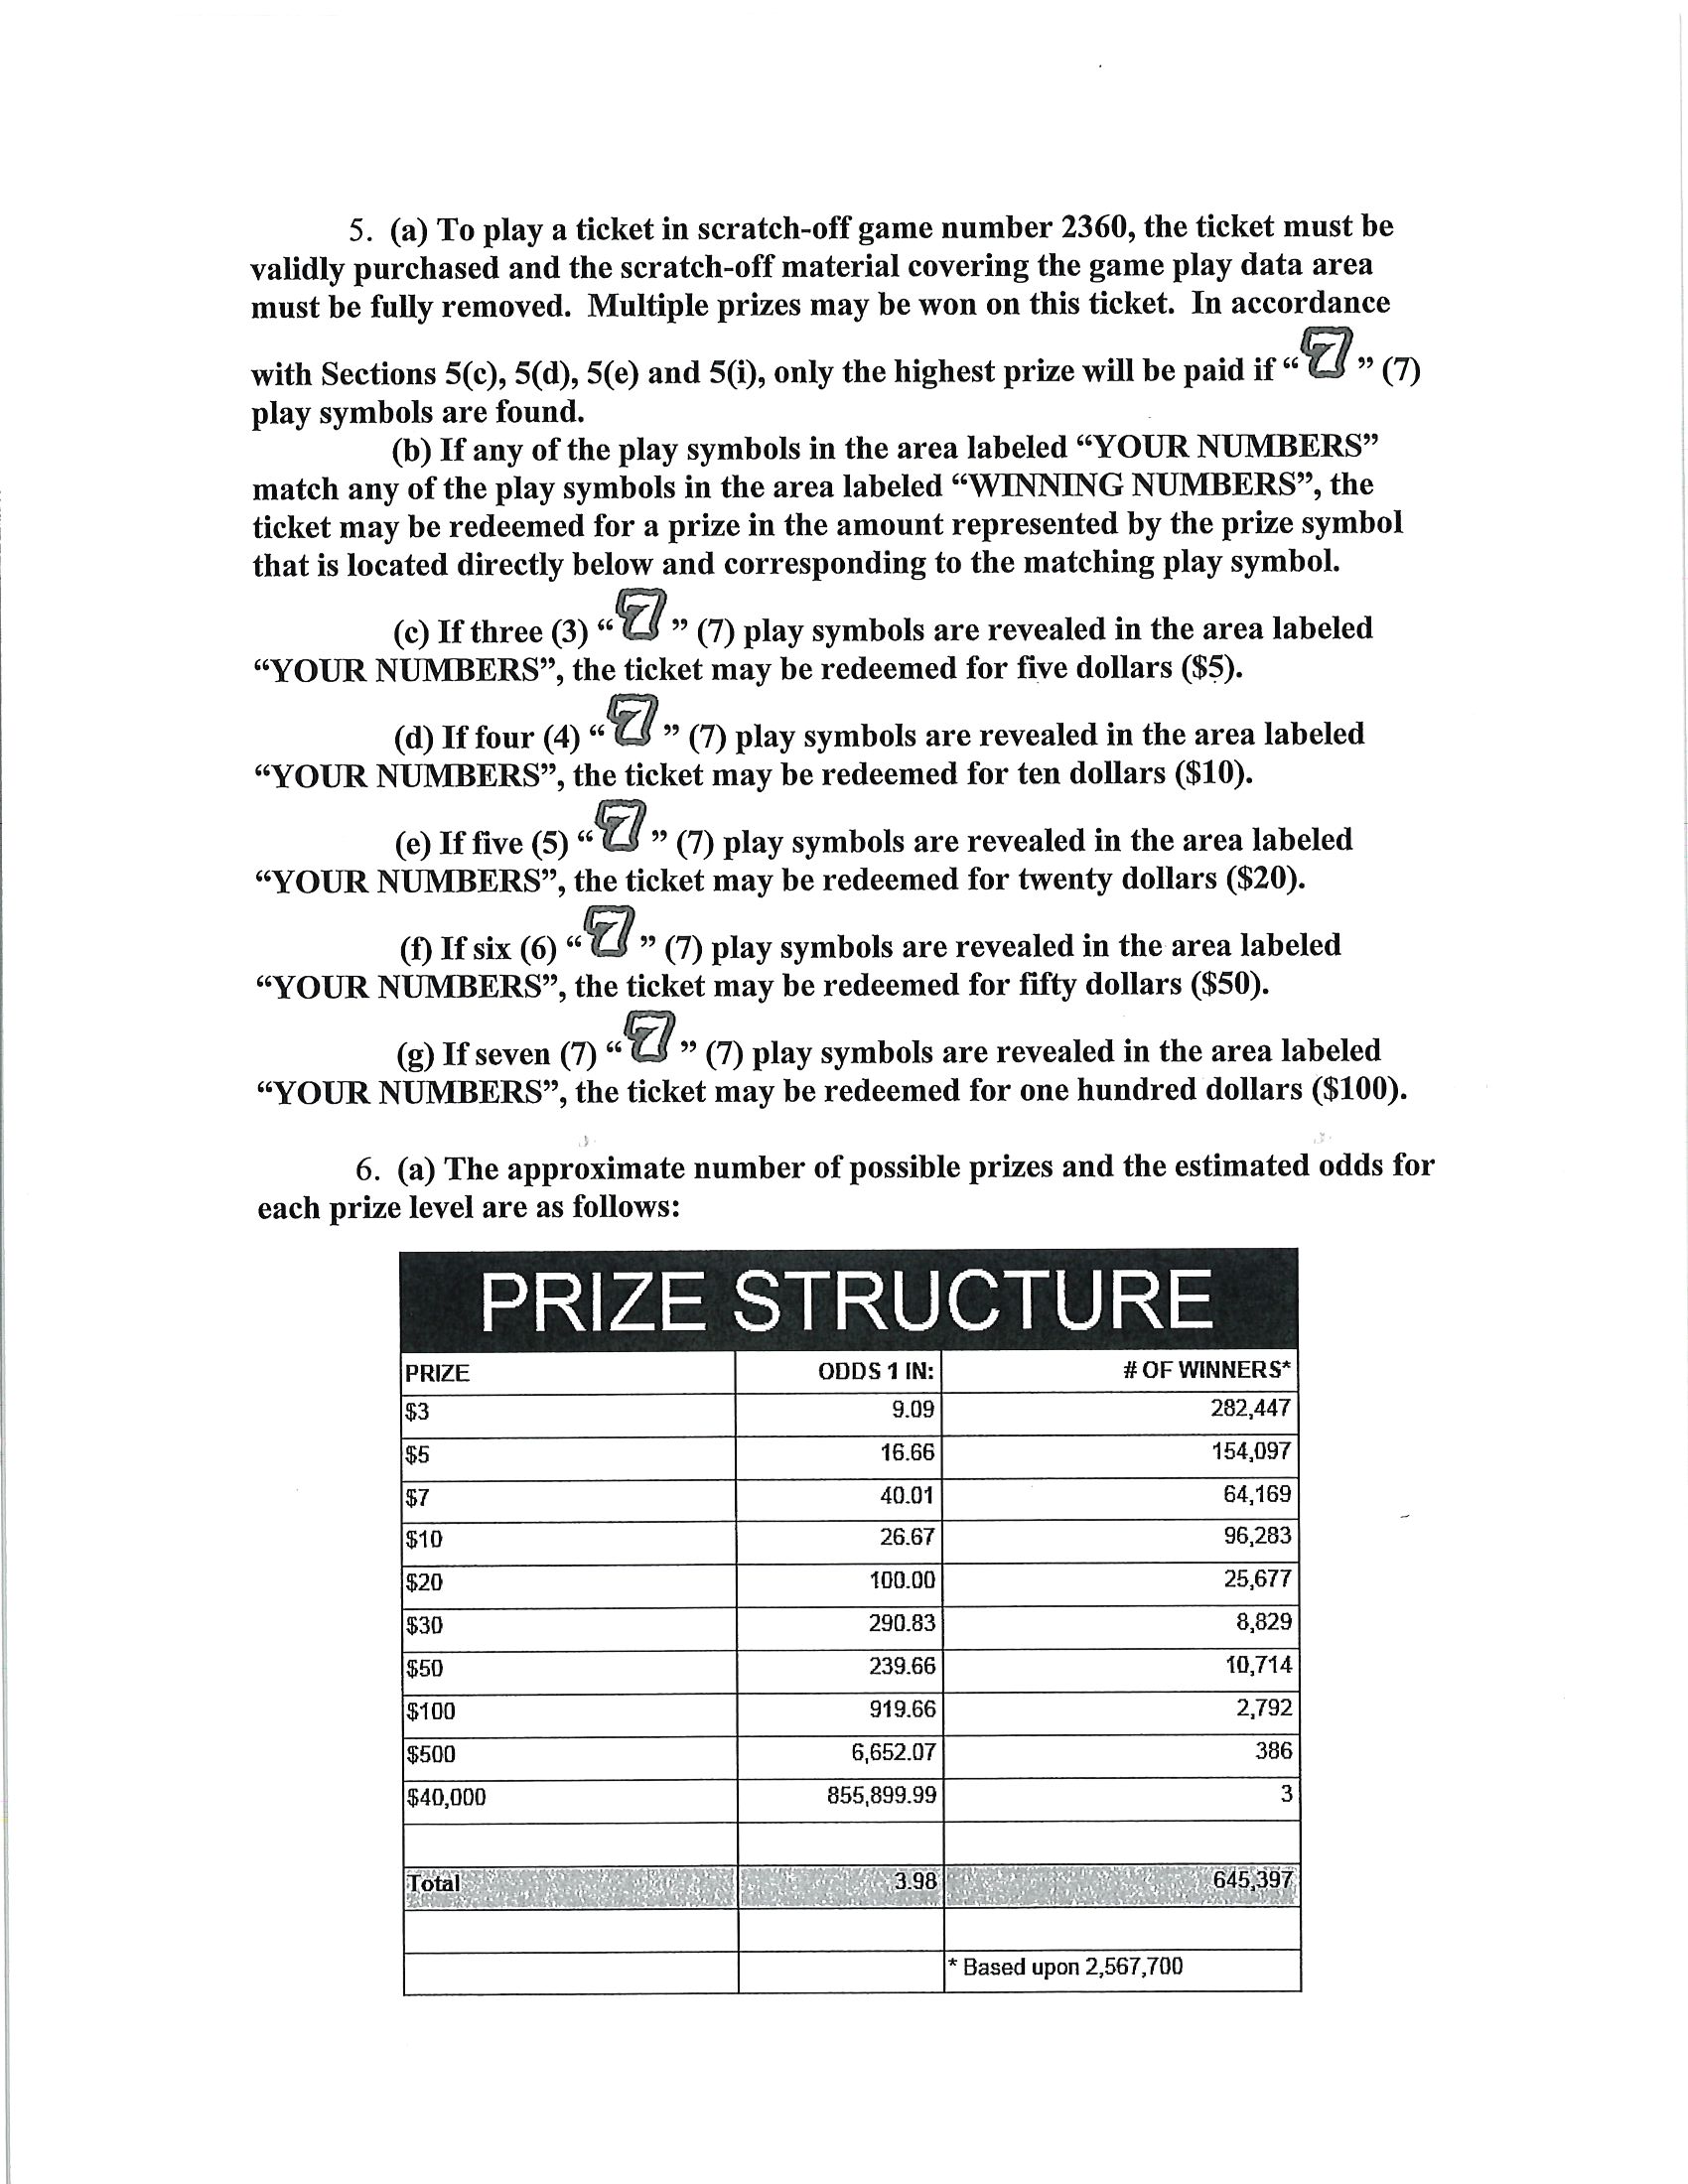 5. (a) To play a ticket in scratch-off game number 2360, the ticket must be
validly purchased and the scratch-off material covering the game play data area
must be fully removed. Multiple prizes may be won on this ticket. In accordance
with Sections 5(c), 5(d), 5(e) and 5(i), only the highest prize will be paid if “7” (7)
play symbols are found.
(b) If any of the play symbols in the area labeled “YOUR NUMBERS”
match any of the play symbols in the area labeled “WINNING NUMBERS”, the
ticket may be redeemed for a prize in the amount represented by the prize symbol
that is located directly below and corresponding to the matching play symbol.
(c) If three (3) “7” (7) play symbols are revealed in the area labeled
“YOUR NUMBERS”, the ticket may be redeemed for five dollars ($5).
(d) If four (4) “7” (7) play symbols are revealed in the area labeled
“YOUR NUMBERS”, the ticket may be redeemed for ten dollars ($10).
(e) If five (5) “7” (7) play symbols are revealed in the area labeled
“YOUR NUMBERS”, the ticket may be redeemed for twenty dollars ($20).
(f) If six (6) “7” (7) play symbols are revealed in the area labeled
“YOUR NUMBERS”, the ticket may be redeemed for fifty dollars ($50).
(g) If seven (7) “7” (7) play symbols are revealed in the area labeled
“YOUR NUMBERS”, the ticket may be redeemed for one hundred dollars ($100).
6. (a) The approximate number of possible prizes and the estimated odds for
each prize level are as follows:
PRIZE STRUCTURE
PRIZE ODDS 1 IN: # OF WINNERS*
$3 9.09 282,447
$5 16.66 154,097
$7 40.01 64,169
$10 26.67 96,283
$20 100.00 25,677
$30 290.83 8,829
$50 239.66 10,714
$100 919.66 2,792
$500 6,652.07 386
$40,000 855,899.99 3
Total 3.98 645,397
* Based upon 2,567,700